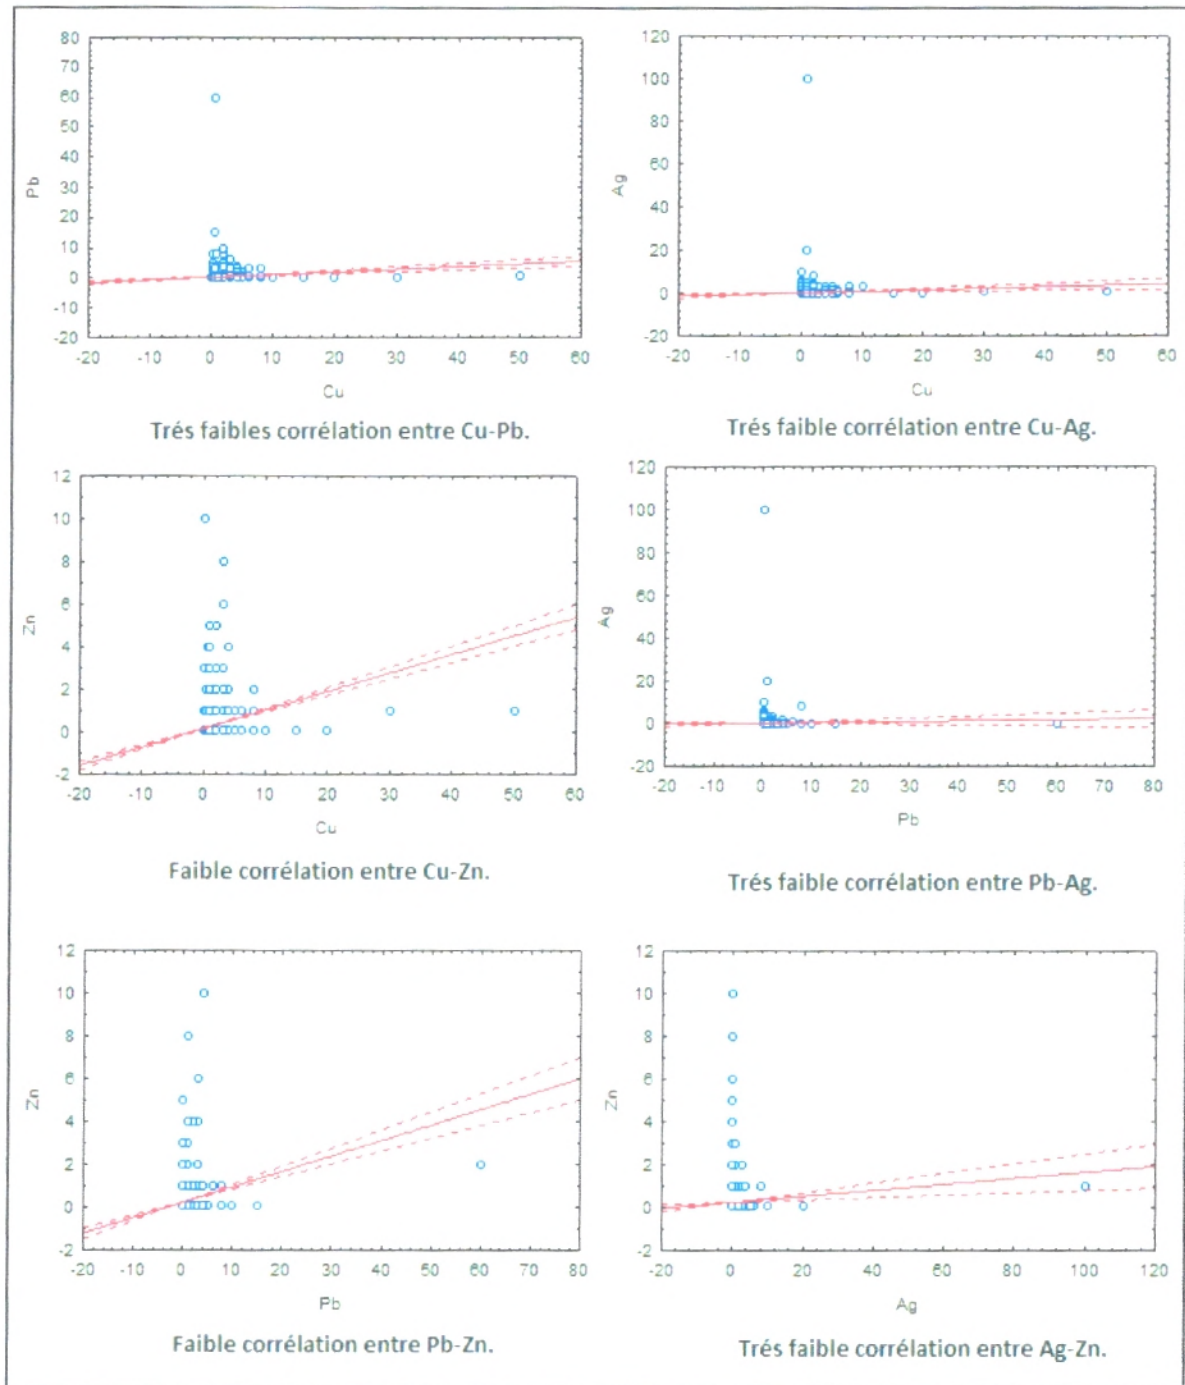 80
70
60
50
40
30
20
10
0
-10
-20
Pb
-20 -10 0 10 20 30 40 50 60
Cu
Trés faibles corrélation entre Cu-Pb.
120
100
80
60
40
20
0
-20
Ag
-20 -10 0 10 20 30 40 50 60
Cu
Trés faible corrélation entre Cu-Ag.
12
10
8
6
4
2
0
-2
Zn
-20 -10 0 10 20 30 40 50 60
Cu
Faible corrélation entre Cu-Zn.
120
100
80
60
40
20
0
-20
Ag
-20 -10 0 10 20 30 40 50 60 70 80
Pb
Trés faible corrélation entre Pb-Ag.
12
10
8
6
4
2
0
-2
Zn
-20 -10 0 10 20 30 40 50 60 70 80
Pb
Faible corrélation entre Pb-Zn.
12
10
8
6
4
2
0
-2
Zn
-20 0 20 40 60 80 100 120
Ag
Trés faible corrélation entre Ag-Zn.